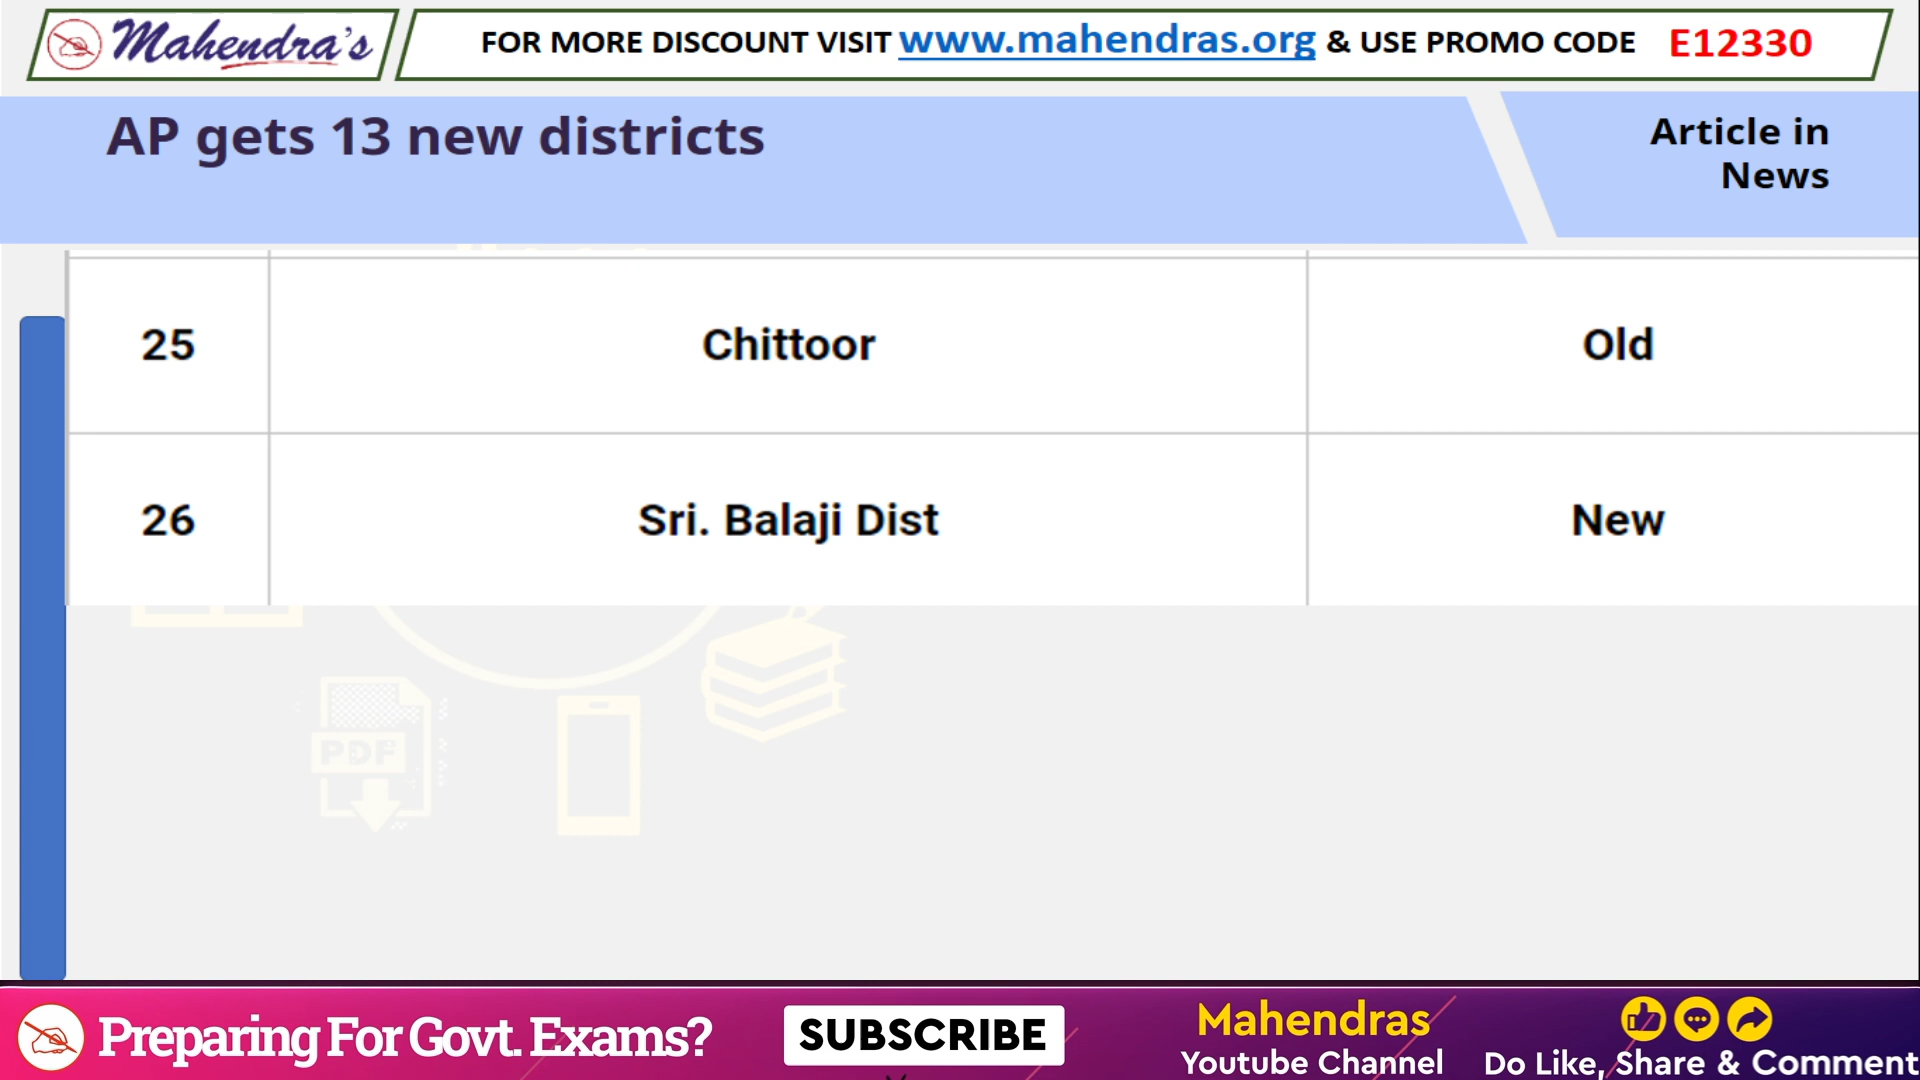 Mahendra's
FOR MORE DISCOUNT VISIT www.mahendras.org & USE PROMO CODE E12330
AP gets 13 new districts
Article in
News
25 Chittoor Old
26 Sri. Balaji Dist New
PDF
Preparing For Govt. Exams?
SUBSCRIBE
Mahendras
Youtube Channel
Do Like, Share & Comment